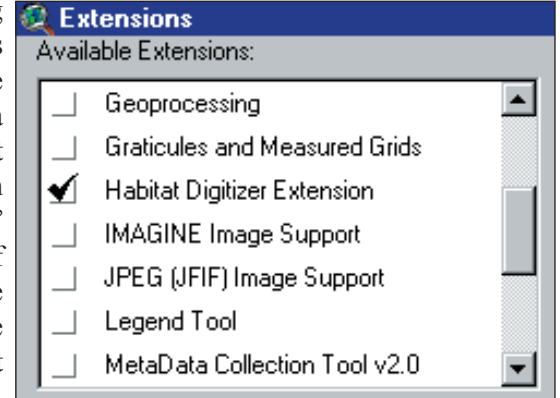 Extensions
Available Extensions:
Geoprocessing
Graticules and Measured Grids
Habitat Digitizer Extension
IMAGINE Image Support
JPEG (JFIF) Image Support
Legend Tool
MetaData Collection Tool v2.0